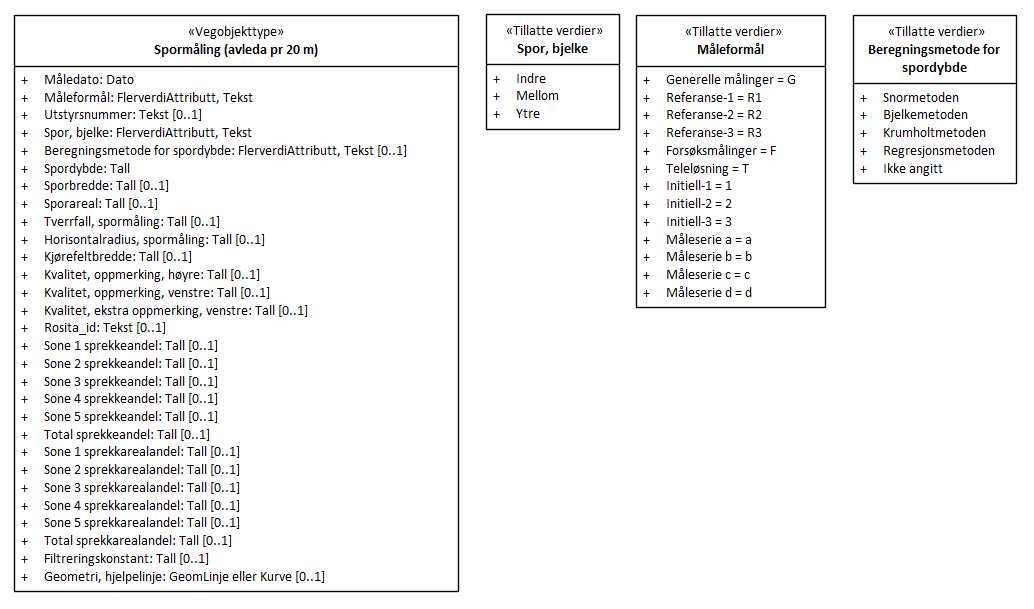 «Vegobjekttype»
Spormåling (avleda pr 20 m)
+ Måledato: Dato
+ Måleformål: FlerverdiAttributt, Tekst
+ Utstyrsnummer: Tekst [0..1]
+ Spor, bjelke: FlerverdiAttributt, Tekst
+ Beregningsmetode for spordybde: FlerverdiAttributt, Tekst [0..1]
+ Spordybde: Tall
+ Sporbredde: Tall [0..1]
+ Sporareal: Tall [0..1]
+ Tverrfall, spormåling: Tall [0..1]
+ Horisontalradius, spormåling: Tall [0..1]
+ Kjørefeltbredde: Tall [0..1]
+ Kvalitet, oppmerking, høyre: Tall [0..1]
+ Kvalitet, oppmerking, venstre: Tall [0..1]
+ Kvalitet, ekstra oppmerking, venstre: Tall [0..1]
+ Rosita_id: Tekst [0..1]
+ Sone 1 sprekkeandel: Tall [0..1]
+ Sone 2 sprekkeandel: Tall [0..1]
+ Sone 3 sprekkeandel: Tall [0..1]
+ Sone 4 sprekkeandel: Tall [0..1]
+ Sone 5 sprekkeandel: Tall [0..1]
+ Total sprekkeandel: Tall [0..1]
+ Sone 1 sprekkarealandel: Tall [0..1]
+ Sone 2 sprekkarealandel: Tall [0..1]
+ Sone 3 sprekkarealandel: Tall [0..1]
+ Sone 4 sprekkarealandel: Tall [0..1]
+ Sone 5 sprekkarealandel: Tall [0..1]
+ Total sprekkarealandel: Tall [0..1]
+ Filtreringskonstant: Tall [0..1]
+ Geometri, hjelpelinje: GeomLinje eller Kurve [0..1]
«Tillatte verdier»
Spor, bjelke
+ Indre
+ Mellom
+ Ytre
«Tillatte verdier»
Måleformål
+ Generelle målinger = G
+ Referanse-1 = R1
+ Referanse-2 = R2
+ Referanse-3 = R3
+ Forsøksmålinger = F
+ Teleløsning = T
+ Initiell-1 = 1
+ Initiell-2 = 2
+ Initiell-3 = 3
+ Måleserie a = a
+ Måleserie b = b
+ Måleserie c = c
+ Måleserie d = d
«Tillatte verdier»
Beregningsmetode for
spordybde
+ Snormetoden
+ Bjelkemetoden
+ Krumholtmetoden
+ Regresjonsmetoden
+ Ikke angitt